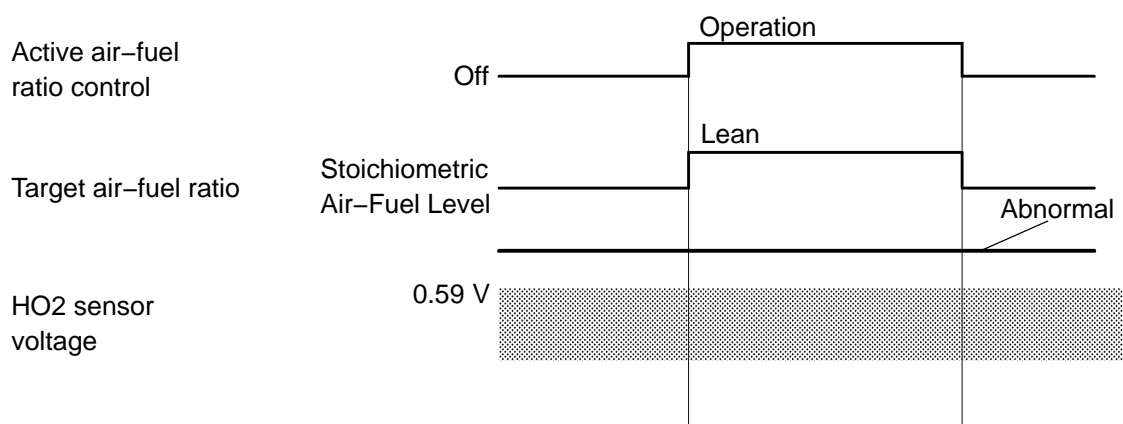 Operation
Active air−fuel
ratio control
Off
Lean
Target air−fuel ratio
Stoichiometric
Air−Fuel Level
Abnormal
HO2 sensor
voltage
0.59 V